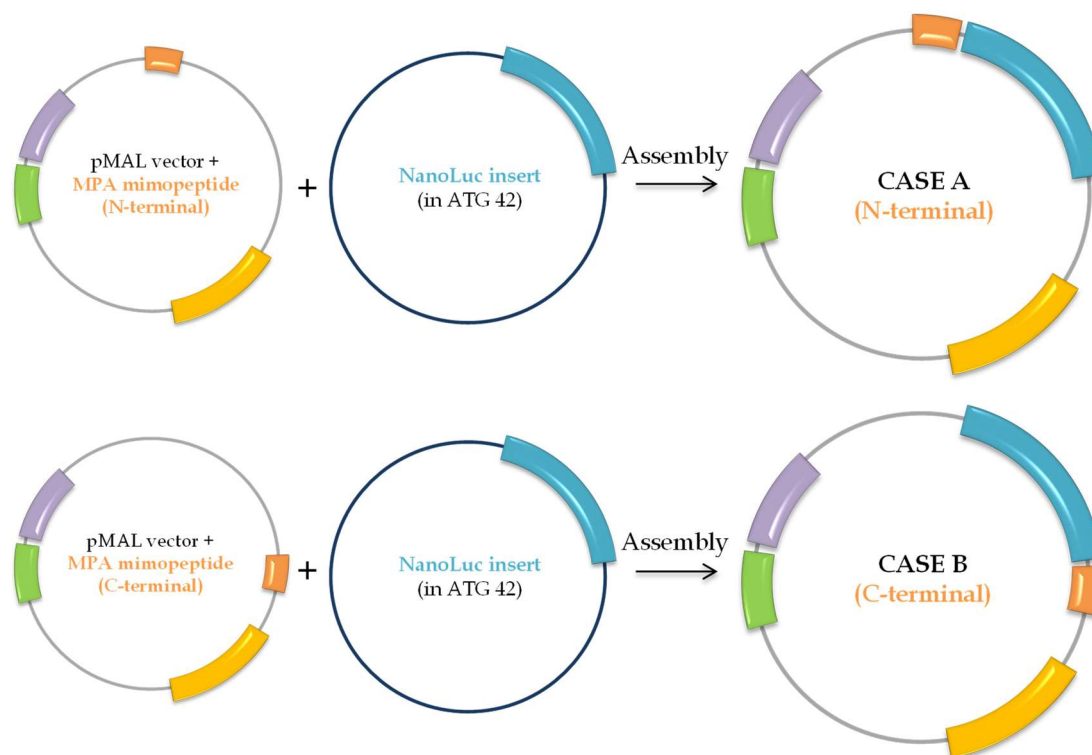 pMAL vector +
MPA mimopeptide
(N-terminal)
+
NanoLuc insert
(in ATG 42)
Assembly
CASE A
(N-terminal)
pMAL vector +
MPA mimopeptide
(C-terminal)
+
NanoLuc insert
(in ATG 42)
Assembly
CASE B
(C-terminal)